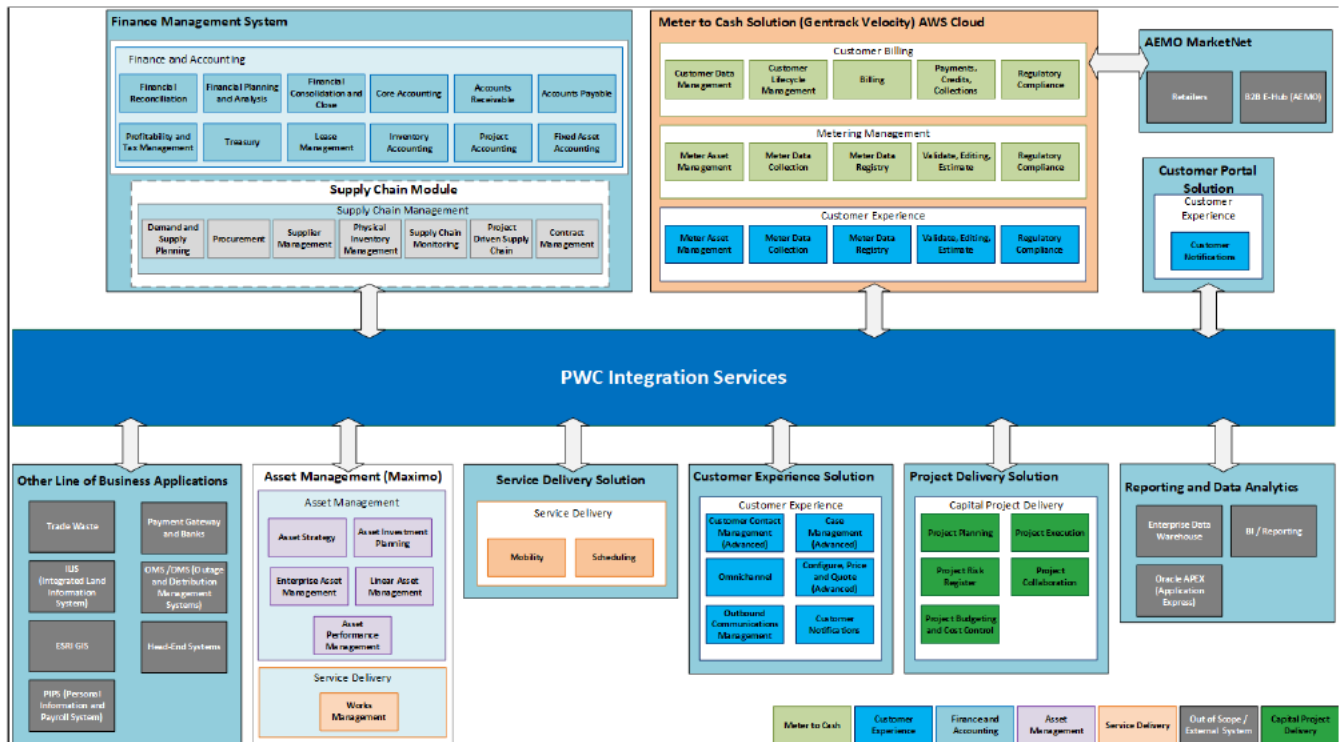 Finance Management System
Finance and Accounting
Financial
Reconciliation
Financial Planning
and Analysis
Financial
Consolidation and
Close
Core Accounting
Accounts
Receivable
Accounts Payable
Profitability and
Tax Management
Treasury
Lease
Management
Inventory
Accounting
Project
Accounting
Fixed Asset
Accounting
Supply Chain Module
Supply Chain Management
Demand and
Supply
Planning
Procurement
Supplier
Management
Physical
Inventory
Management
Supply Chain
Monitoring
Project
Driven Supply
Chain
Contract
Management
Meter to Cash Solution (Gentrack Velocity) AWS Cloud
Customer Billing
Customer Data
Management
Customer
Lifecycle
Management
Billing
Payments,
Credits,
Collections
Regulatory
Compliance
Metering Management
Meter Asset
Management
Meter Data
Collection
Meter Data
Registry
Validate, Editing,
Estimate
Regulatory
Compliance
Customer Experience
Meter Asset
Management
Meter Data
Collection
Meter Data
Registry
Validate, Editing,
Estimate
Regulatory
Compliance
AEMO MarketNet
Retailers
B2B E-Hub (AEMO)
Customer Portal
Solution
Customer
Experience
Customer
Notifications
PWC Integration Services
Other Line of Business Applications
Trade Waste
Payment Gateway
and Banks
ILIS
(Integrated Land
Information
System)
OMS /DMS (Outage
and Distribution
Management
Systems)
ESRI GIS
Head-End Systems
PIPS (Personal
Information and
Payroll System)
Asset Management (Maximo)
Asset Management
Asset Strategy
Asset Investment
Planning
Enterprise Asset
Management
Linear Asset
Management
Asset
Performance
Management
Service Delivery
Works
Management
Service Delivery Solution
Service Delivery
Mobility
Scheduling
Customer Experience Solution
Customer Experience
Customer Contact
Management
(Advanced)
Case
Management
(Advanced)
Omnichannel
Configure, Price
and Quote
(Advanced)
Outbound
Communications
Management
Customer
Notifications
Project Delivery Solution
Capital Project Delivery
Project Planning
Project Execution
Project Risk
Register
Project
Collaboration
Project Budgeting
and Cost Control
Reporting and Data Analytics
Enterprise Data
Warehouse
BI / Reporting
Oracle APEX
(Application
Express)
Meter to Cash
Customer
Experience
Finance and
Accounting
Asset
Management
Service Delivery
Out of Scope /
External System
Capital Project
Delivery